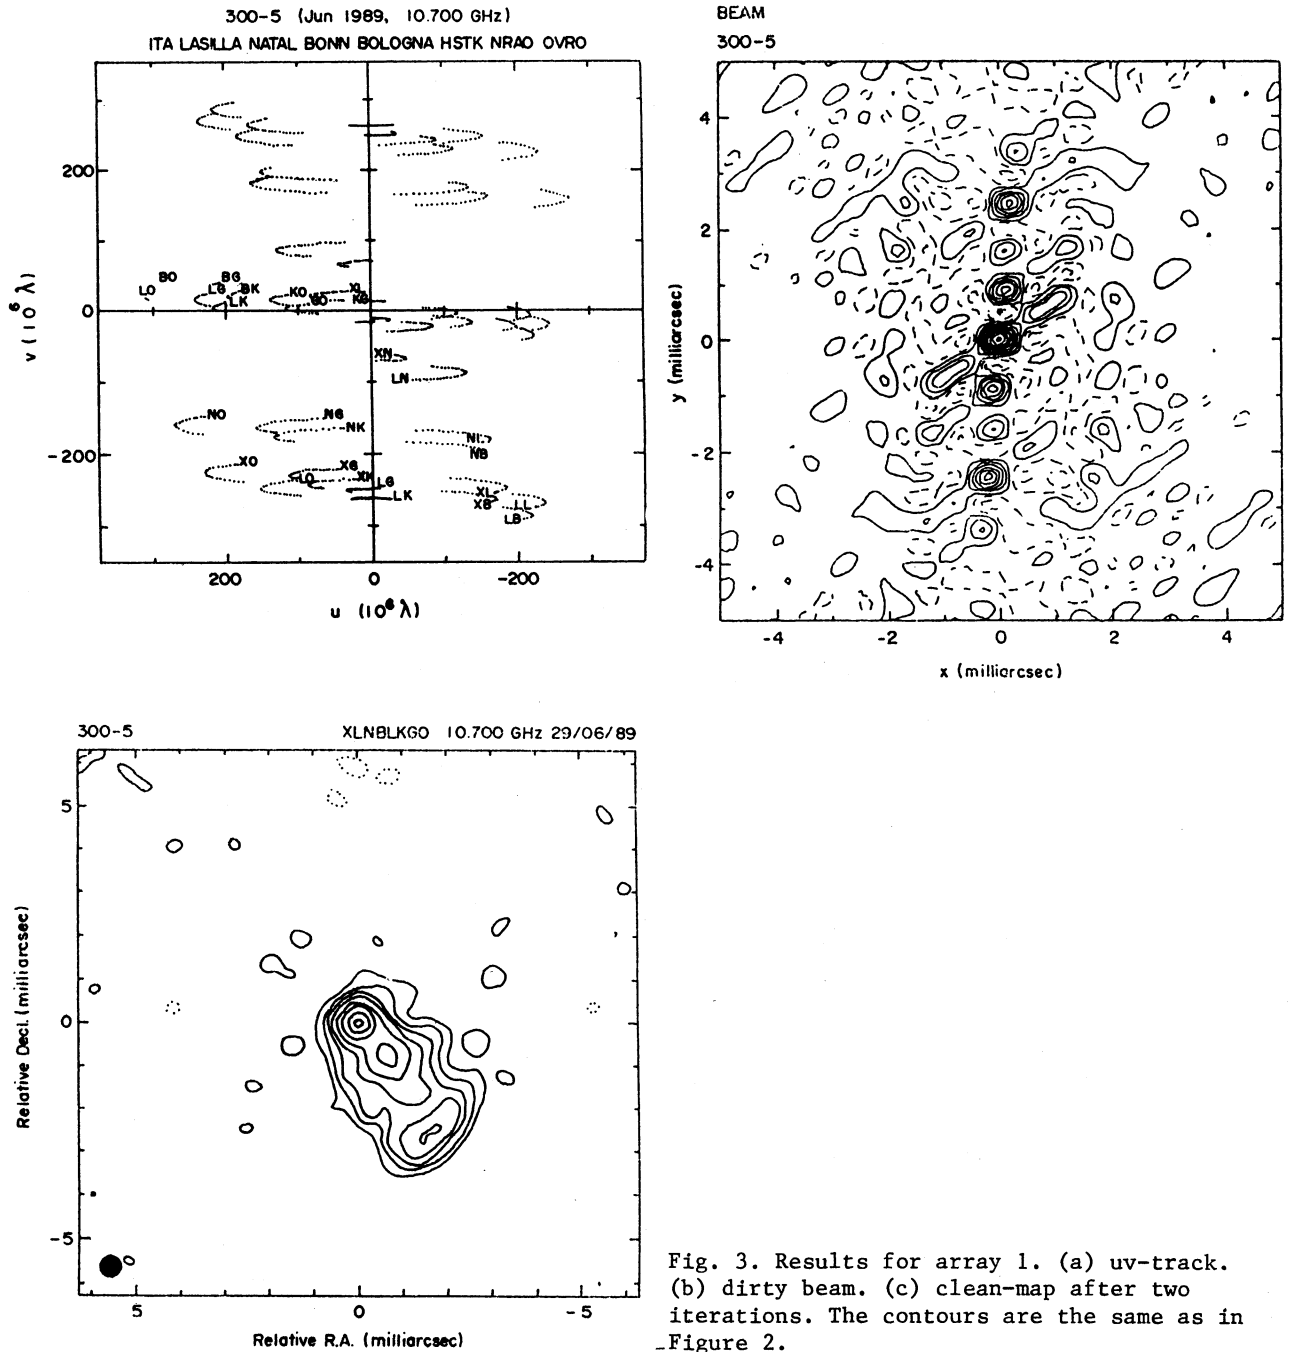 300-5 (Jun 1989, 10.700 GHz)
ITA LASILLA NATAL BONN BOLOGNA HSTK NRAO OVRO
v (10⁶ λ)
200
0
-200
BO
BG
LO
LG
BK
LK
KO
GO
XL
KG
XN
LN
NO
NG
NK
NL
NB
XO
XG
LO
XK
LG
LK
XL
XB
LL
LB
200
0
-200
u (10⁶ λ)
BEAM
300-5
y (milliarcsec)
4
2
0
-2
-4
-4
-2
0
2
4
x (milliarcsec)
300-5
XLNBLKGO 10.700 GHz 29/06/89
Relative Decl. (milliarcsec)
5
0
-5
5
0
-5
Relative R.A. (milliarcsec)
Fig. 3. Results for array 1. (a) uv-track.
(b) dirty beam. (c) clean-map after two
iterations. The contours are the same as in
Figure 2.